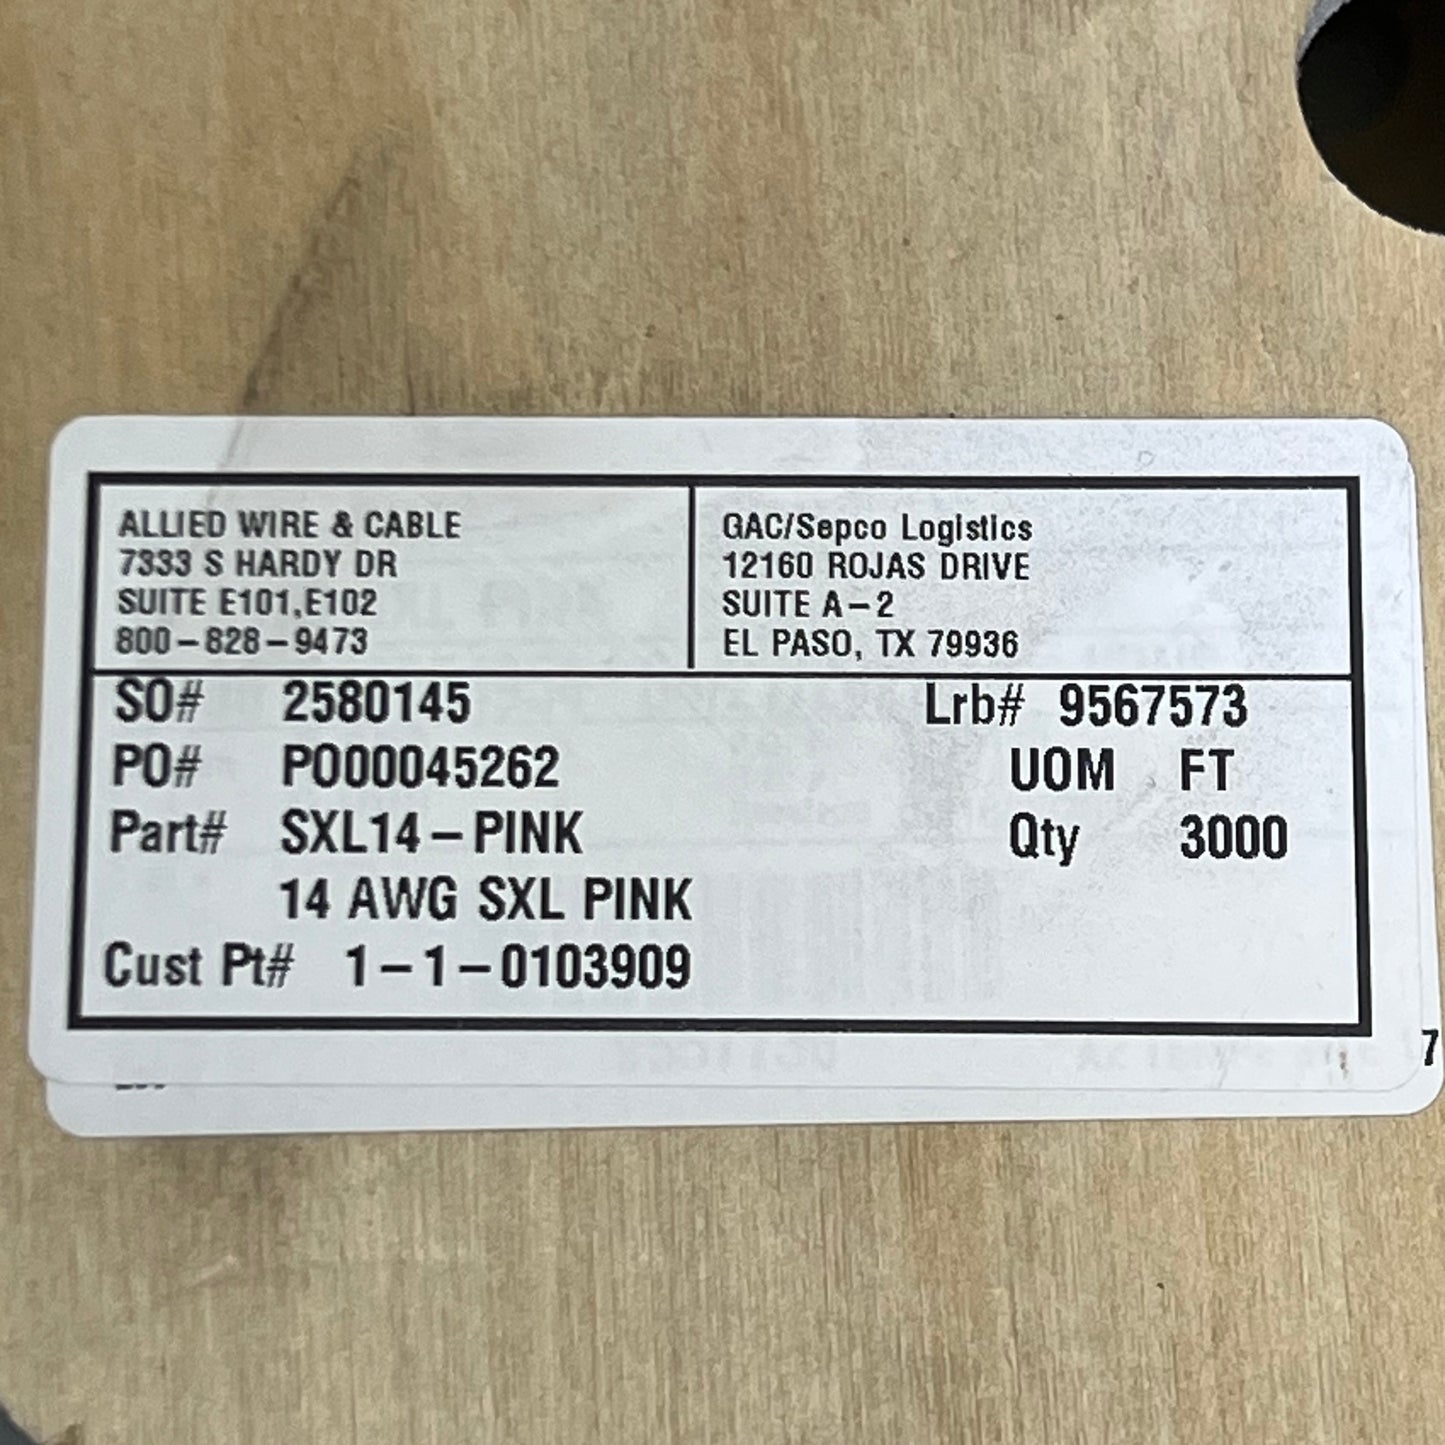 ALLIED WIRE & CABLE
7333 S HARDY DR
SUITE E101,E102
800-828-9473
GAC/Sepco Logistics
12160 ROJAS DRIVE
SUITE A-2
EL PASO, TX 79936
SO# 2580145 Lrb# 9567573
PO# PO00045262 UOM FT
Part# SXL14-PINK Qty 3000
14 AWG SXL PINK
Cust Pt# 1-1-0103909
7